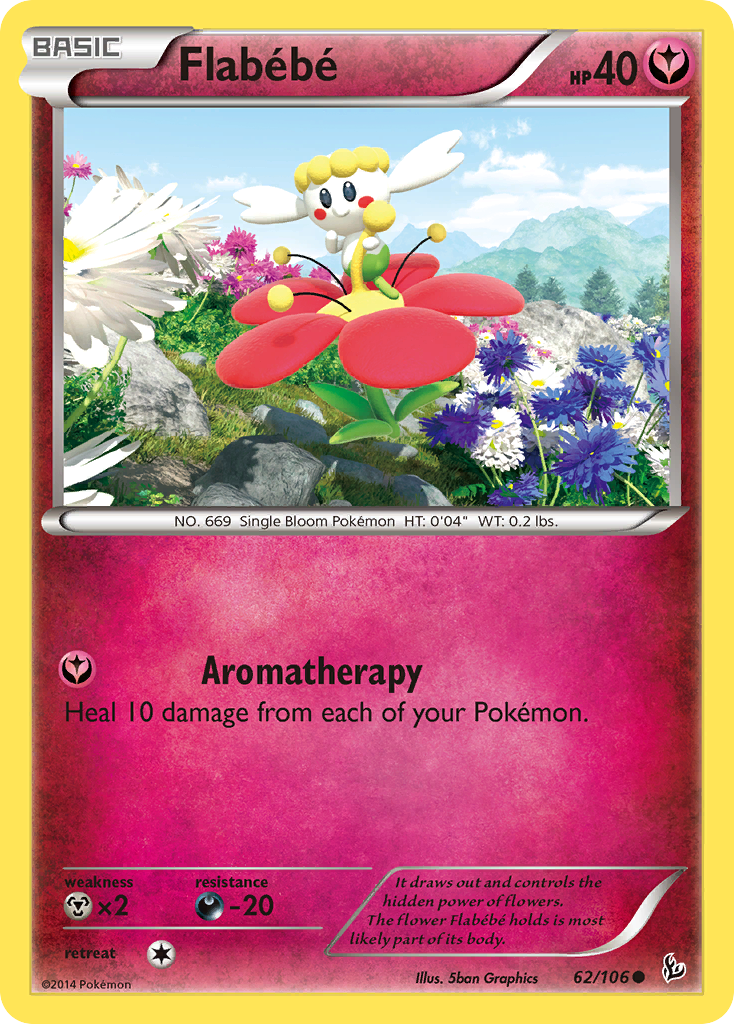 BASIC
Flabébé
HP40
NO. 669 Single Bloom Pokémon HT: 0'04" WT: 0.2 lbs.
Aromatherapy
Heal 10 damage from each of your Pokémon.
weakness
×2
resistance
-20
retreat
It draws out and controls the
hidden power of flowers.
The flower Flabébé holds is most
likely part of its body.
©2014 Pokémon
Illus. 5ban Graphics
62/106